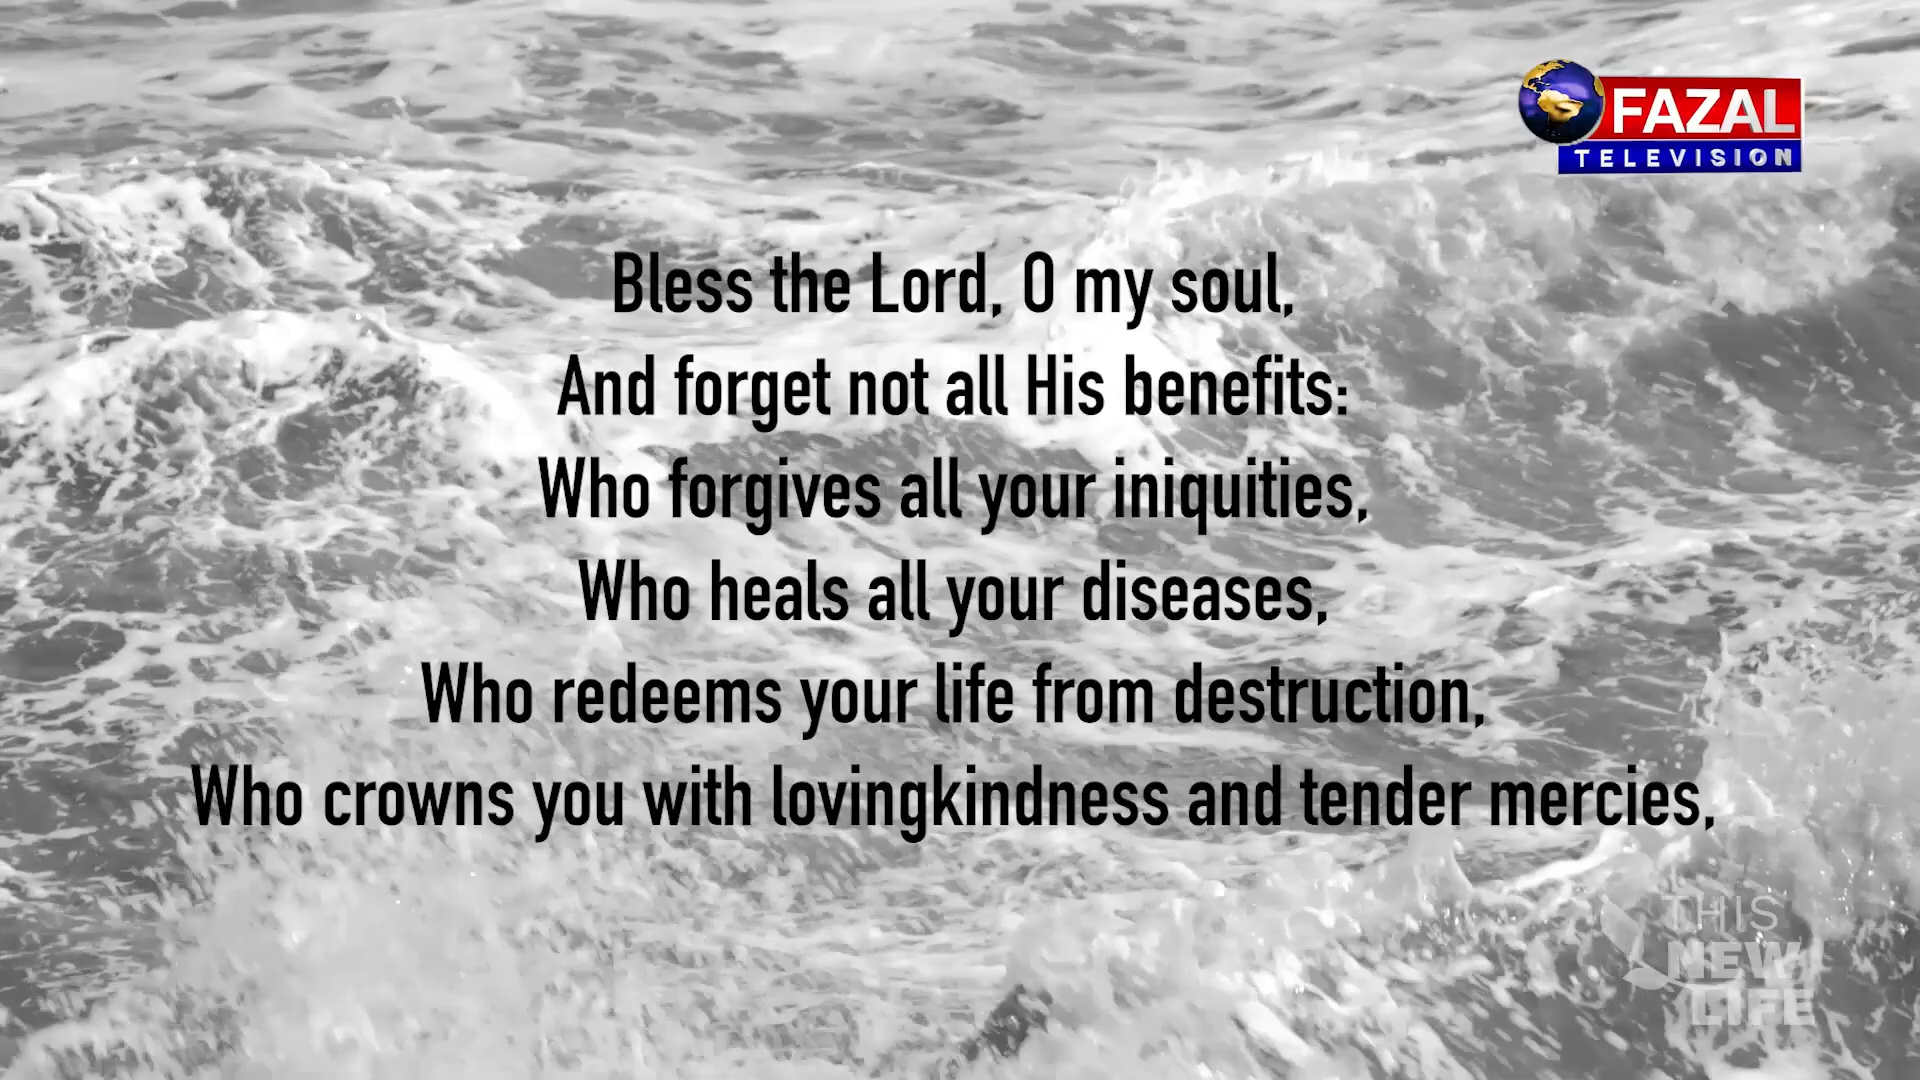 FAZAL
TELEVISION
Bless the Lord, O my soul,
And forget not all His benefits:
Who forgives all your iniquities,
Who heals all your diseases,
Who redeems your life from destruction,
Who crowns you with lovingkindness and tender mercies,
THIS
NEW
LIFE